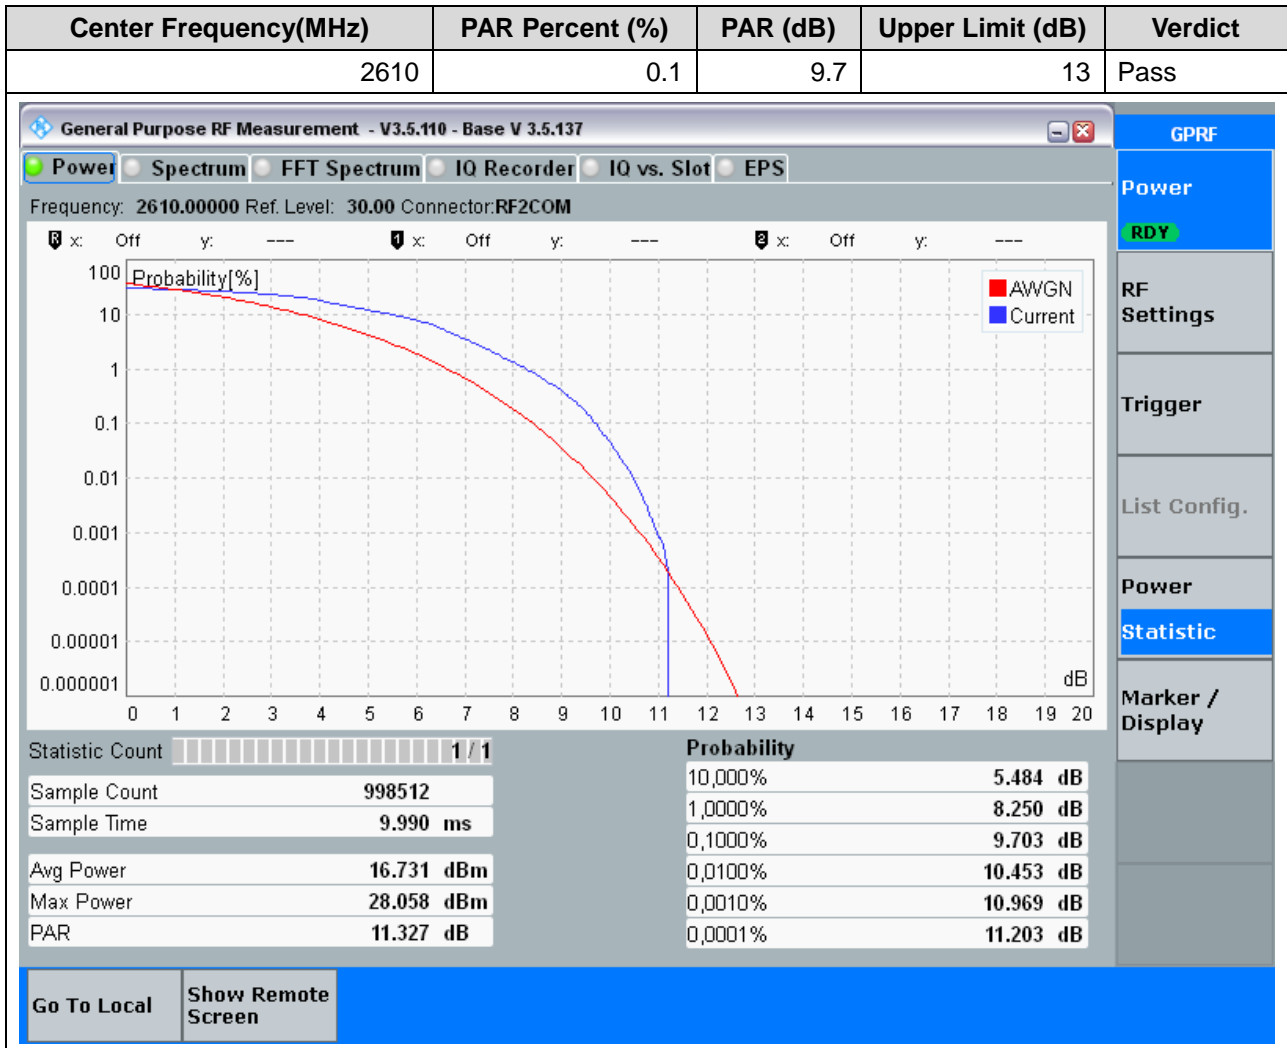 Center Frequency(MHz) PAR Percent (%) PAR (dB) Upper Limit (dB) Verdict
2610 0.1 9.7 13 Pass
General Purpose RF Measurement - V3.5.110 - Base V 3.5.137
GPRF
Power Spectrum FFT Spectrum IQ Recorder IQ vs. Slot EPS
Power
RDY
Frequency: 2610.00000 Ref. Level: 30.00 Connector:RF2COM
R x: Off y: --- 1 x: Off y: --- 2 x: Off y: ---
Probability[%]
AWGN
Current
100
10
1
0.1
0.01
0.001
0.0001
0.00001
0.000001
dB
0 1 2 3 4 5 6 7 8 9 10 11 12 13 14 15 16 17 18 19 20
RF
Settings
Trigger
List Config.
Power
Statistic
Marker /
Display
Statistic Count 1 / 1
Sample Count 998512
Sample Time 9.990 ms
Avg Power 16.731 dBm
Max Power 28.058 dBm
PAR 11.327 dB
Probability
10,000% 5.484 dB
1,0000% 8.250 dB
0,1000% 9.703 dB
0,0100% 10.453 dB
0,0010% 10.969 dB
0,0001% 11.203 dB
Go To Local
Show Remote
Screen